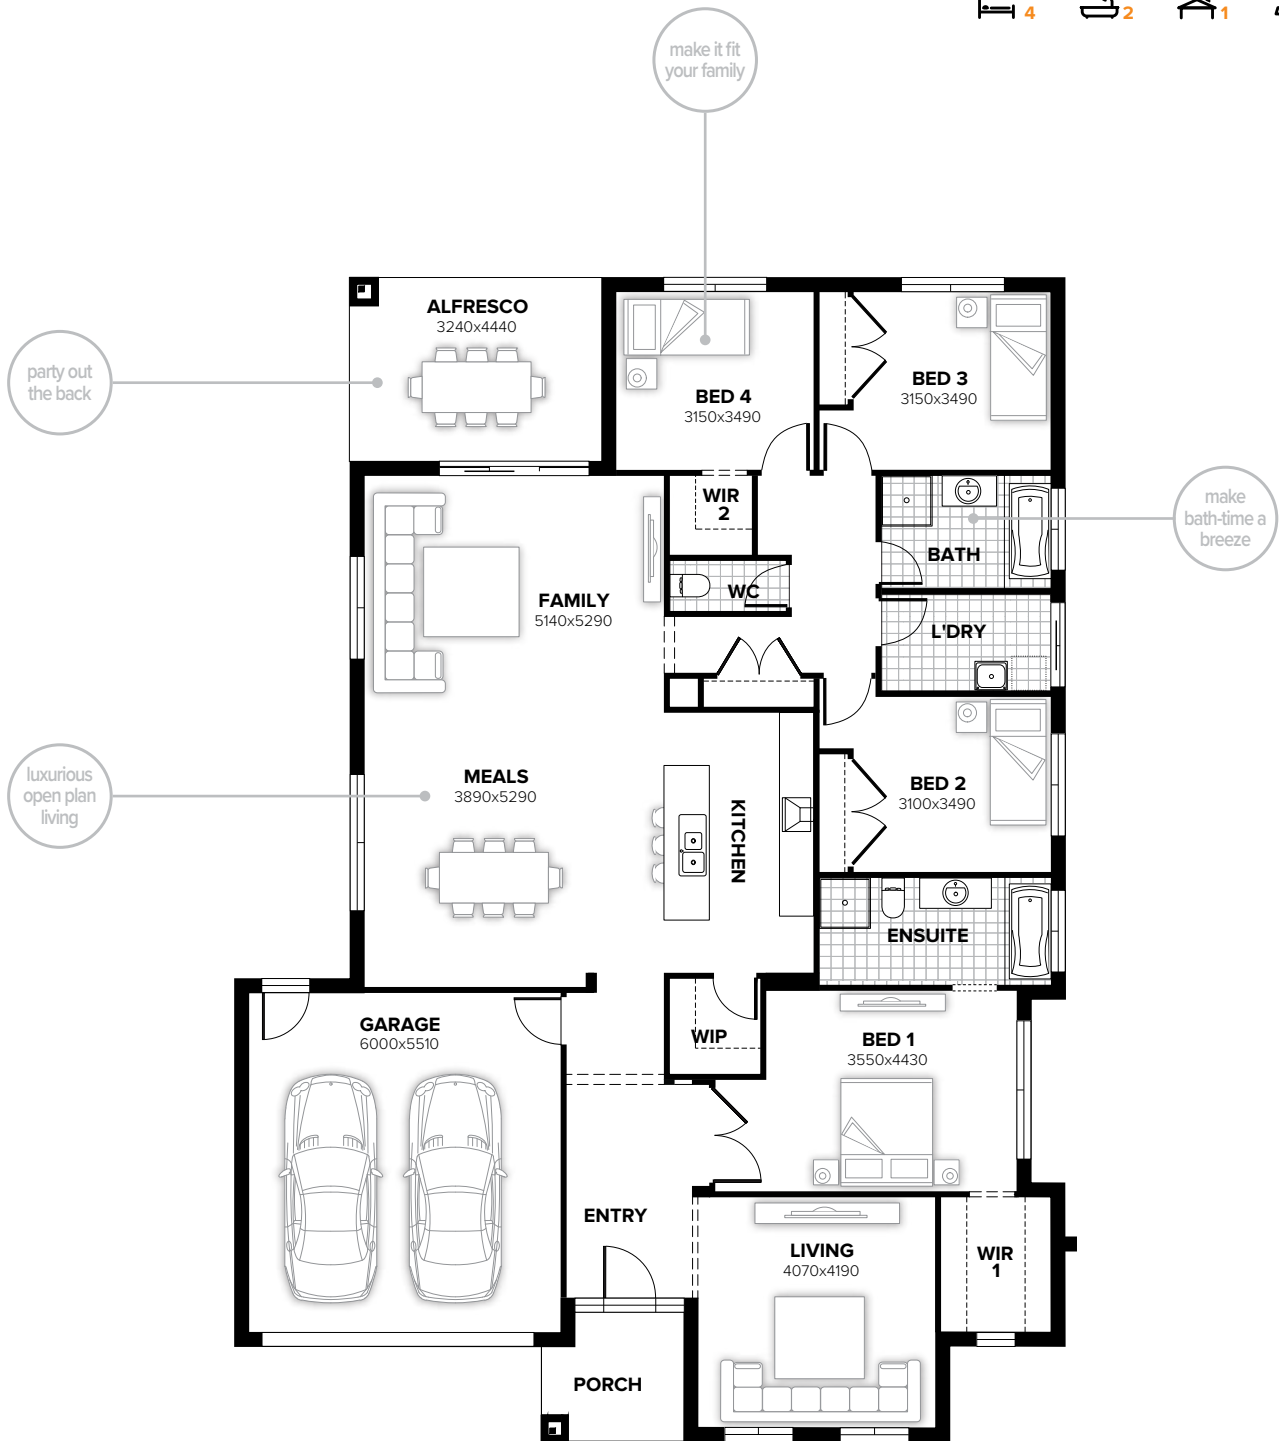 4
2
1
make it fit
your family
ALFRESCO
3240x4440
party out
the back
BED 4
3150x3490
BED 3
3150x3490
WIR
2
make
bath-time a
breeze
BATH
WC
FAMILY
5140x5290
L'DRY
luxurious
open plan
living
MEALS
3890x5290
KITCHEN
BED 2
3100x3490
ENSUITE
GARAGE
6000x5510
WIP
BED 1
3550x4430
ENTRY
LIVING
4070x4190
WIR
1
PORCH